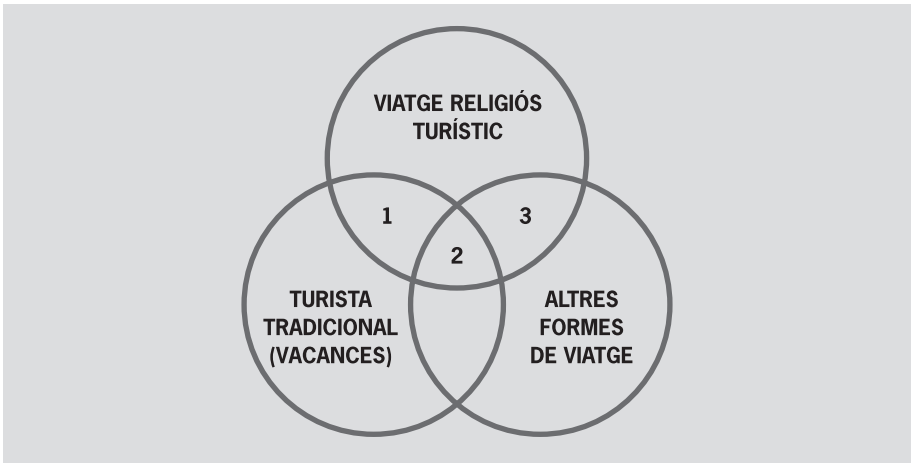 VIATGE RELIGIÓS
TURÍSTIC
1
3
2
TURISTA
TRADICIONAL
(VACANCES)
ALTRES
FORMES
DE VIATGE